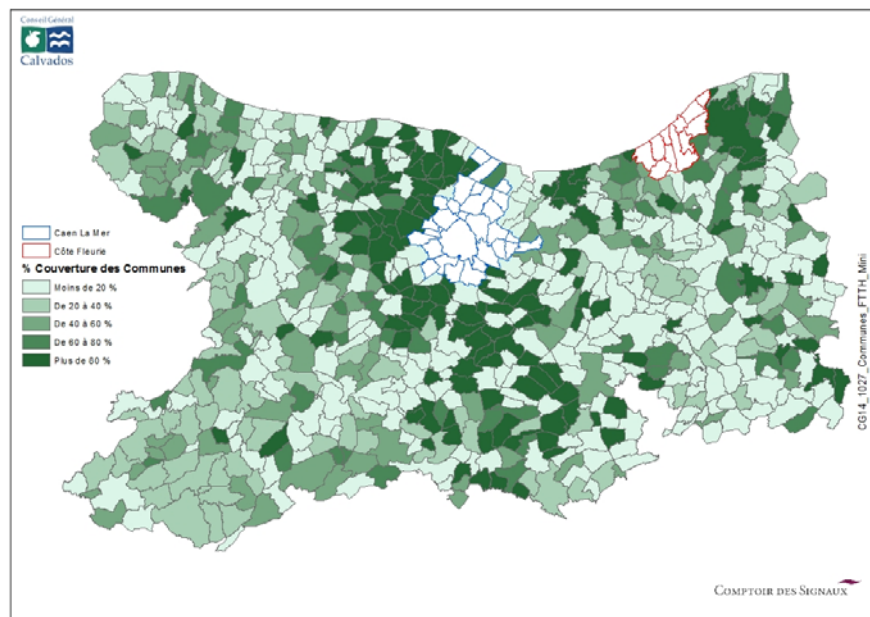 Conseil Général
Calvados
Caen La Mer
Côte Fleurie
% Couverture des Communes
Moins de 20 %
De 20 à 40 %
De 40 à 60 %
De 60 à 80 %
Plus de 80 %
CG14_1027_Communes_FTTH_Mini
COMPTOIR DES SIGNAUX